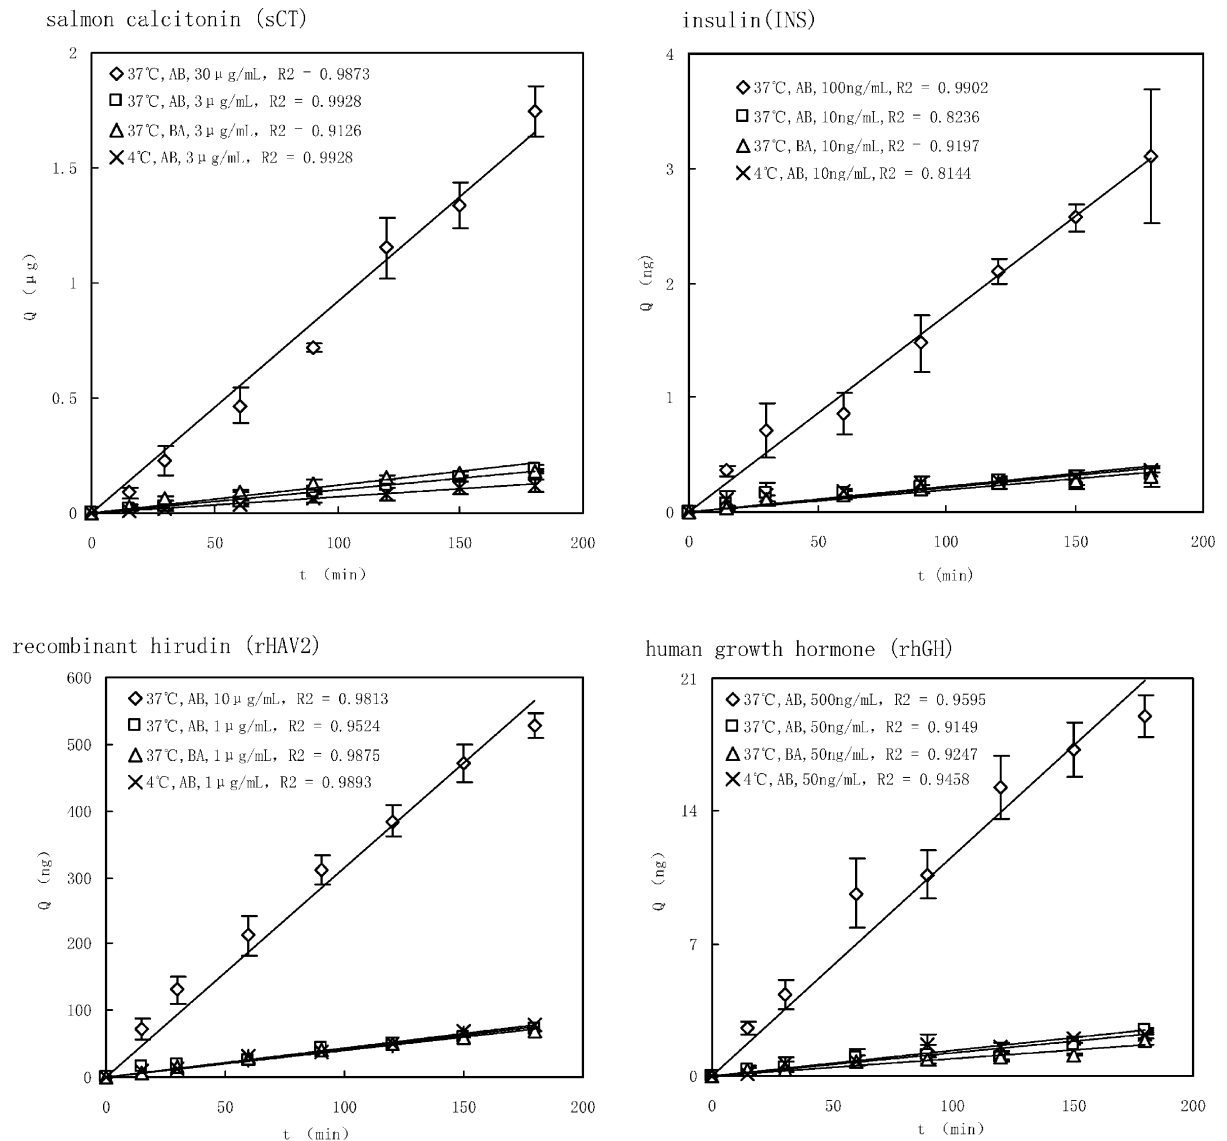 salmon calcitonin (sCT)
2
1.5
1
0.5
0
Q (μg)
37℃, AB, 30μg/mL, R2 = 0.9873
37℃, AB, 3μg/mL, R2 = 0.9928
37℃, BA, 3μg/mL, R2 = 0.9126
4℃, AB, 3μg/mL, R2 = 0.9928
0 50 100 150 200
t (min)
insulin(INS)
4
3
2
1
0
Q (ng)
37℃, AB, 100ng/mL, R2 = 0.9902
37℃, AB, 10ng/mL, R2 = 0.8236
37℃, BA, 10ng/mL, R2 = 0.9197
4℃, AB, 10ng/mL, R2 = 0.8144
0 50 100 150 200
t (min)
recombinant hirudin (rHAV2)
600
500
400
300
200
100
0
Q (ng)
37℃, AB, 10μg/mL, R2 = 0.9813
37℃, AB, 1μg/mL, R2 = 0.9524
37℃, BA, 1μg/mL, R2 = 0.9875
4℃, AB, 1μg/mL, R2 = 0.9893
0 50 100 150 200
t (min)
human growth hormone (rhGH)
21
14
7
0
Q (ng)
37℃, AB, 500ng/mL, R2 = 0.9595
37℃, AB, 50ng/mL, R2 = 0.9149
37℃, BA, 50ng/mL, R2 = 0.9247
4℃, AB, 50ng/mL, R2 = 0.9458
0 50 100 150 200
t (min)